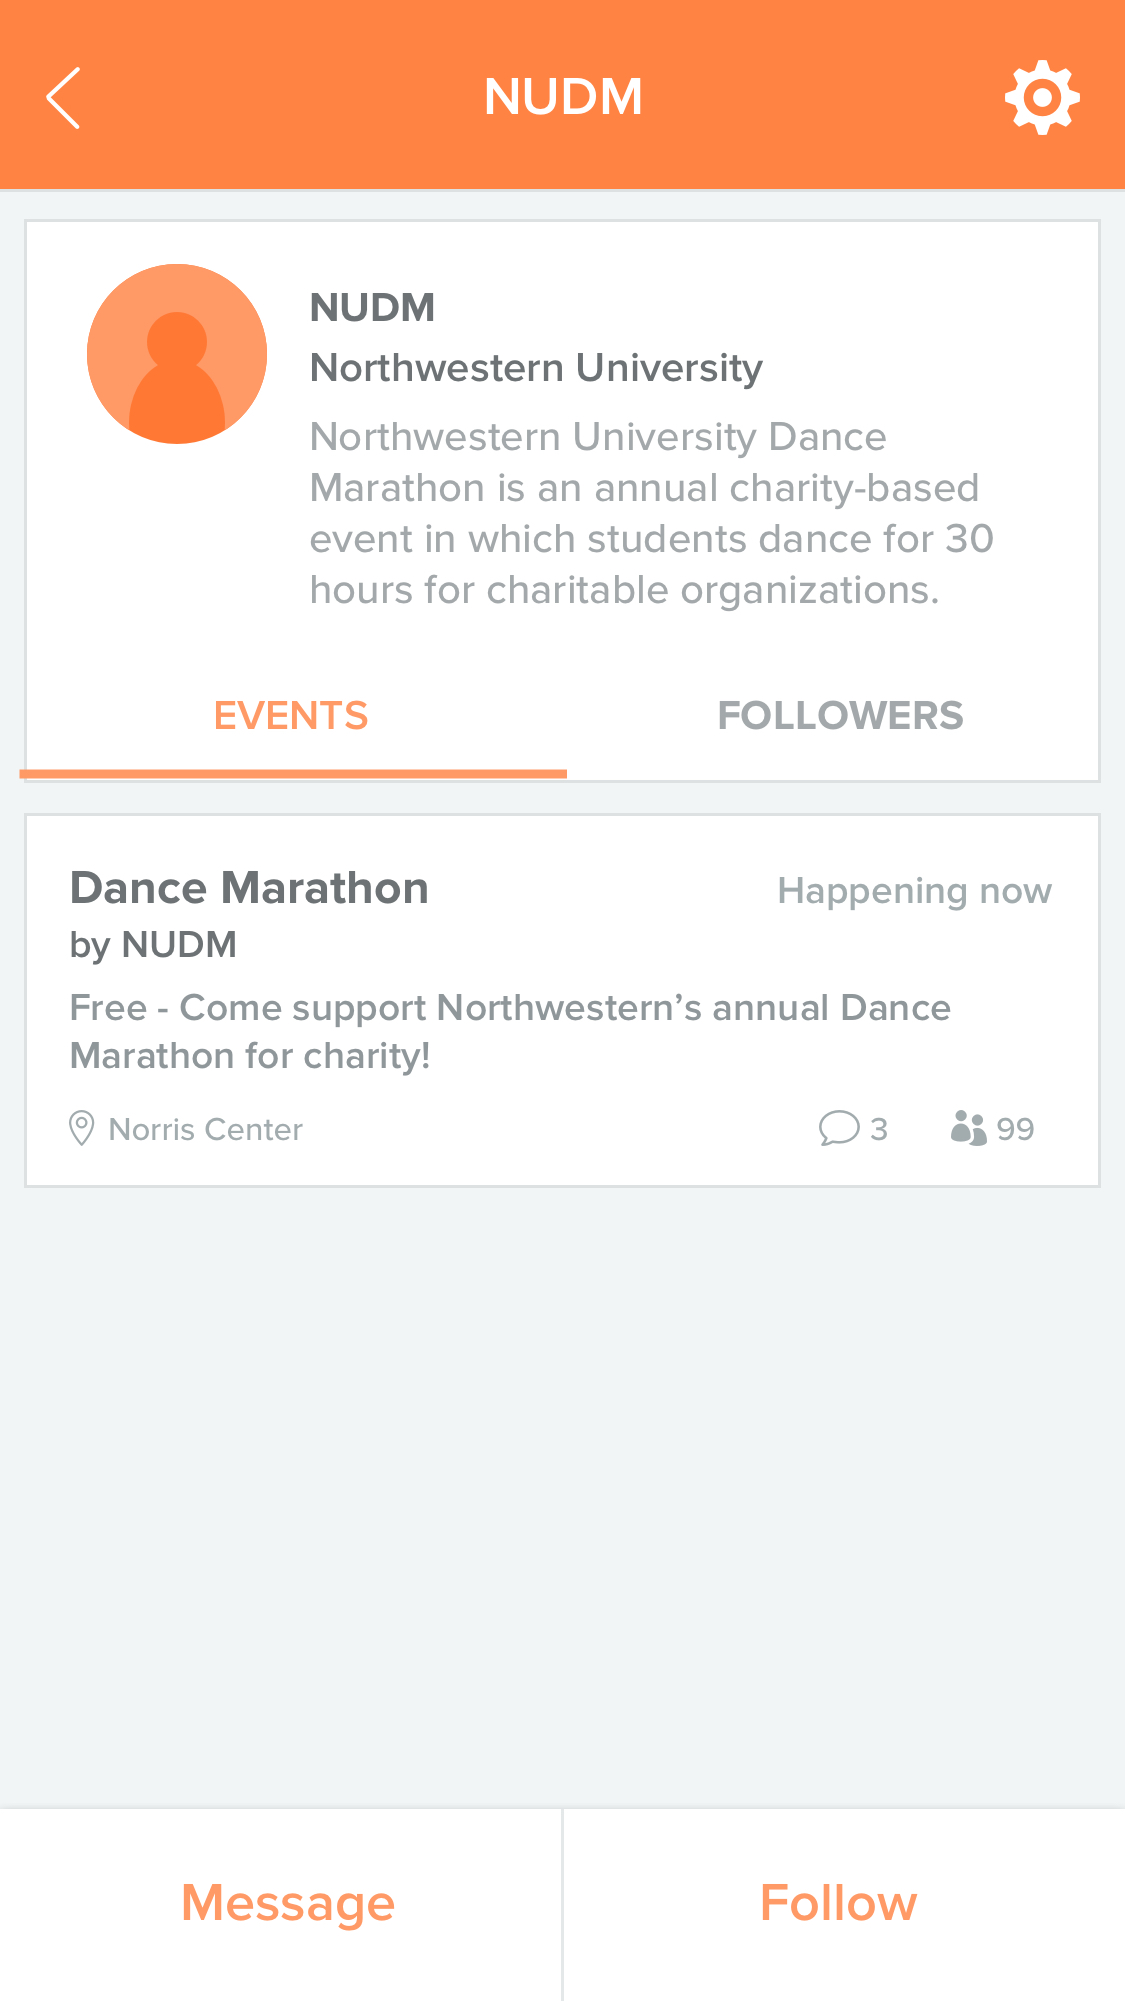 NUDM
NUDM
Northwestern University
Northwestern University Dance
Marathon is an annual charity-based
event in which students dance for 30
hours for charitable organizations.
EVENTS
FOLLOWERS
Dance Marathon
Happening now
by NUDM
Free - Come support Northwestern’s annual Dance
Marathon for charity!
Norris Center
3
99
Message
Follow